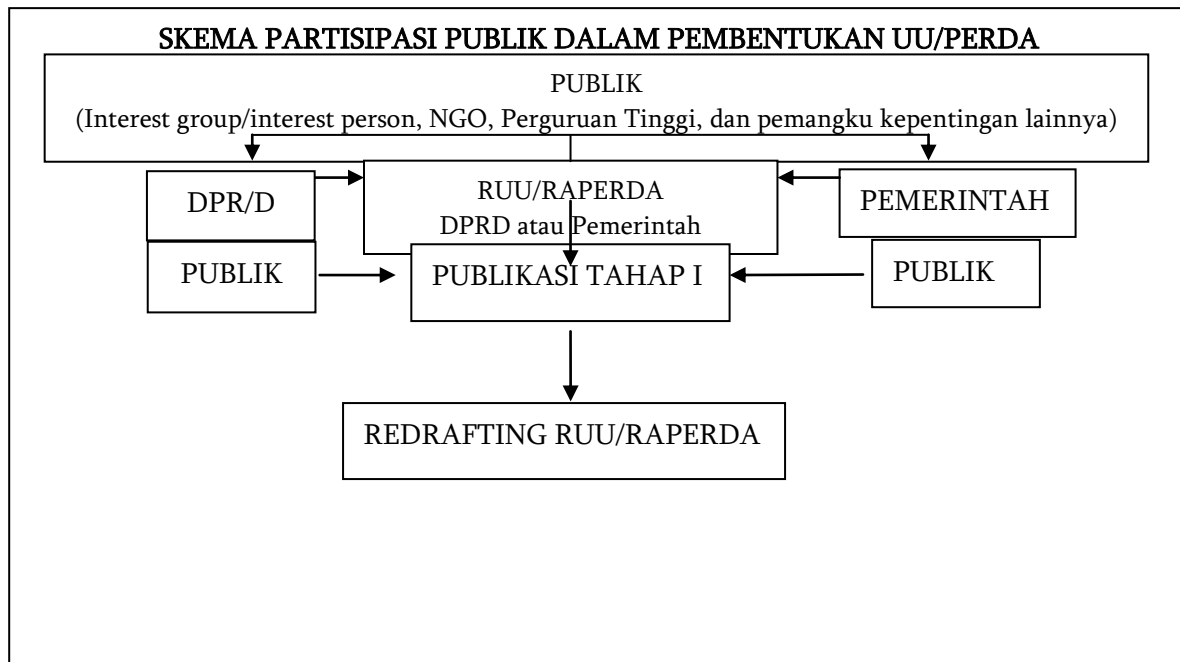 SKEMA PARTISIPASI PUBLIK DALAM PEMBENTUKAN UU/PERDA
PUBLIK
(Interest group/interest person, NGO, Perguruan Tinggi, dan pemangku kepentingan lainnya)
DPR/D
RUU/RAPERDA
DPRD atau Pemerintah
PEMERINTAH
PUBLIK
PUBLIKASI TAHAP I
PUBLIK
REDRAFTING RUU/RAPERDA